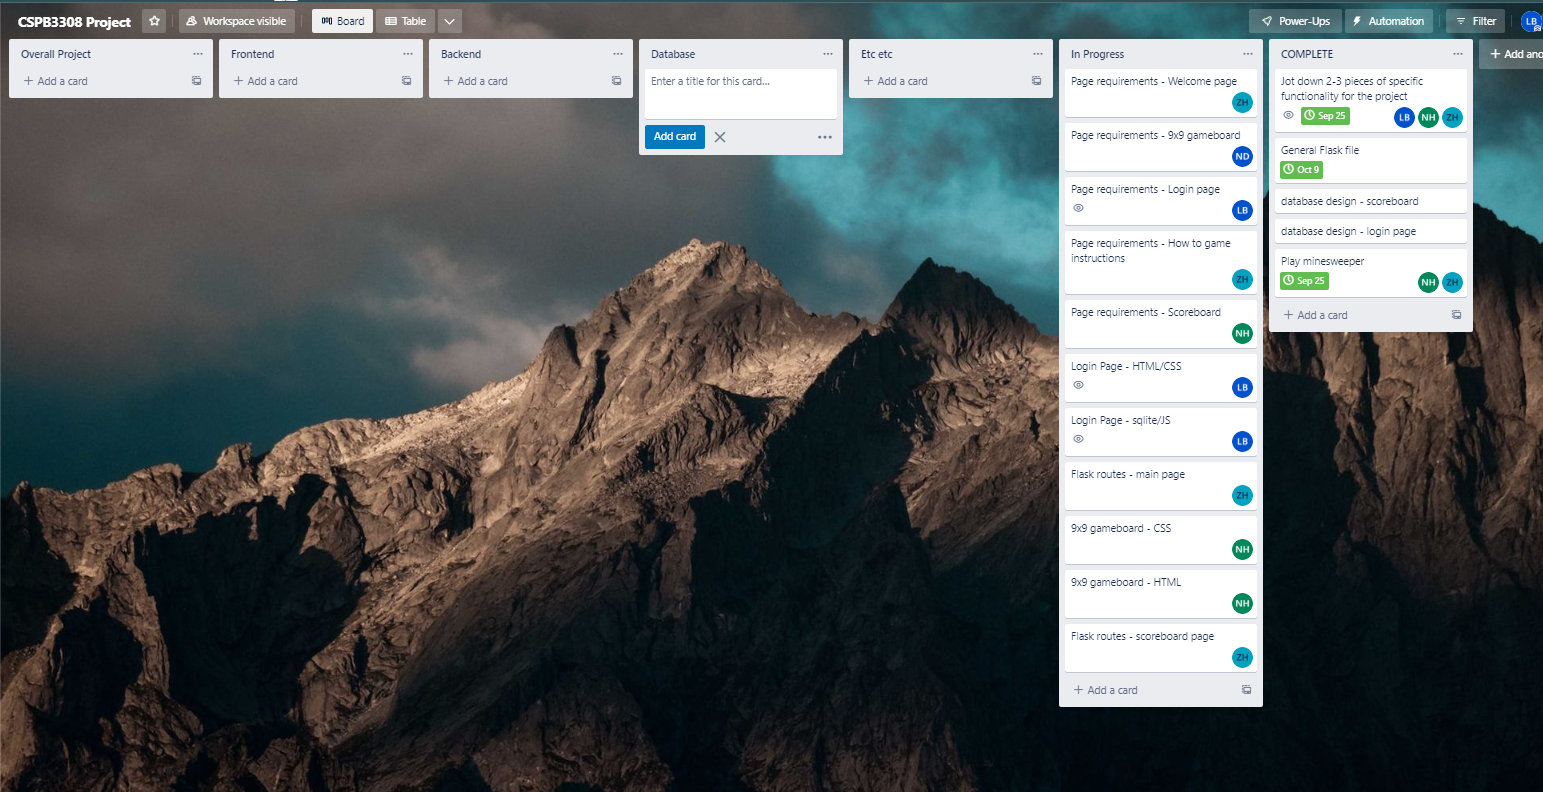 CSPB3308 Project
Workspace visible
Board
Table
Power-Ups
Automation
Filter
LB
Overall Project
+ Add a card
Frontend
+ Add a card
Backend
+ Add a card
Database
Enter a title for this card...
Add card
Etc etc
+ Add a card
In Progress
Page requirements - Welcome page
ZH
Page requirements - 9x9 gameboard
ND
Page requirements - Login page
LB
Page requirements - How to game
instructions
ZH
Page requirements - Scoreboard
NH
Login Page - HTML/CSS
LB
Login Page - sqlite/JS
LB
Flask routes - main page
ZH
9x9 gameboard - CSS
NH
9x9 gameboard - HTML
NH
Flask routes - scoreboard page
ZH
+ Add a card
COMPLETE
Jot down 2-3 pieces of specific
functionality for the project
Sep 25
LB NH ZH
General Flask file
Oct 9
database design - scoreboard
database design - login page
Play minesweeper
Sep 25
NH ZH
+ Add a card
+ Add ano